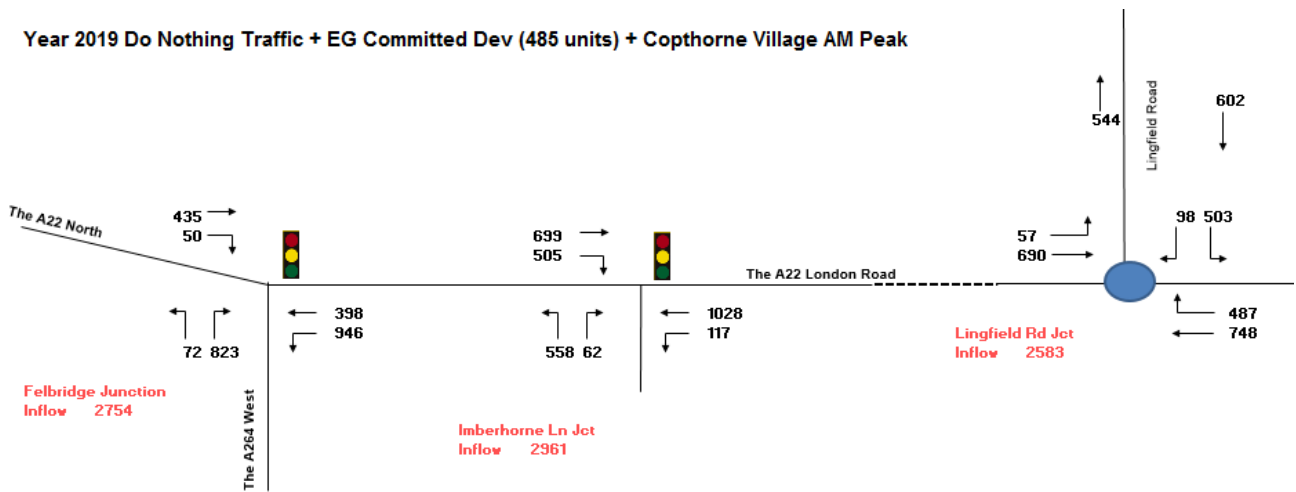 Year 2019 Do Nothing Traffic + EG Committed Dev (485 units) + Copthorne Village AM Peak
602
544
Lingfield Road
The A22 North
435
50
699
505
57
690
98 503
The A22 London Road
398
946
1028
117
487
748
72 823
558 62
Lingfield Rd Jct
Inflow 2583
Felbridge Junction
Inflow 2754
The A264 West
Imberhorne Ln Jct
Inflow 2961